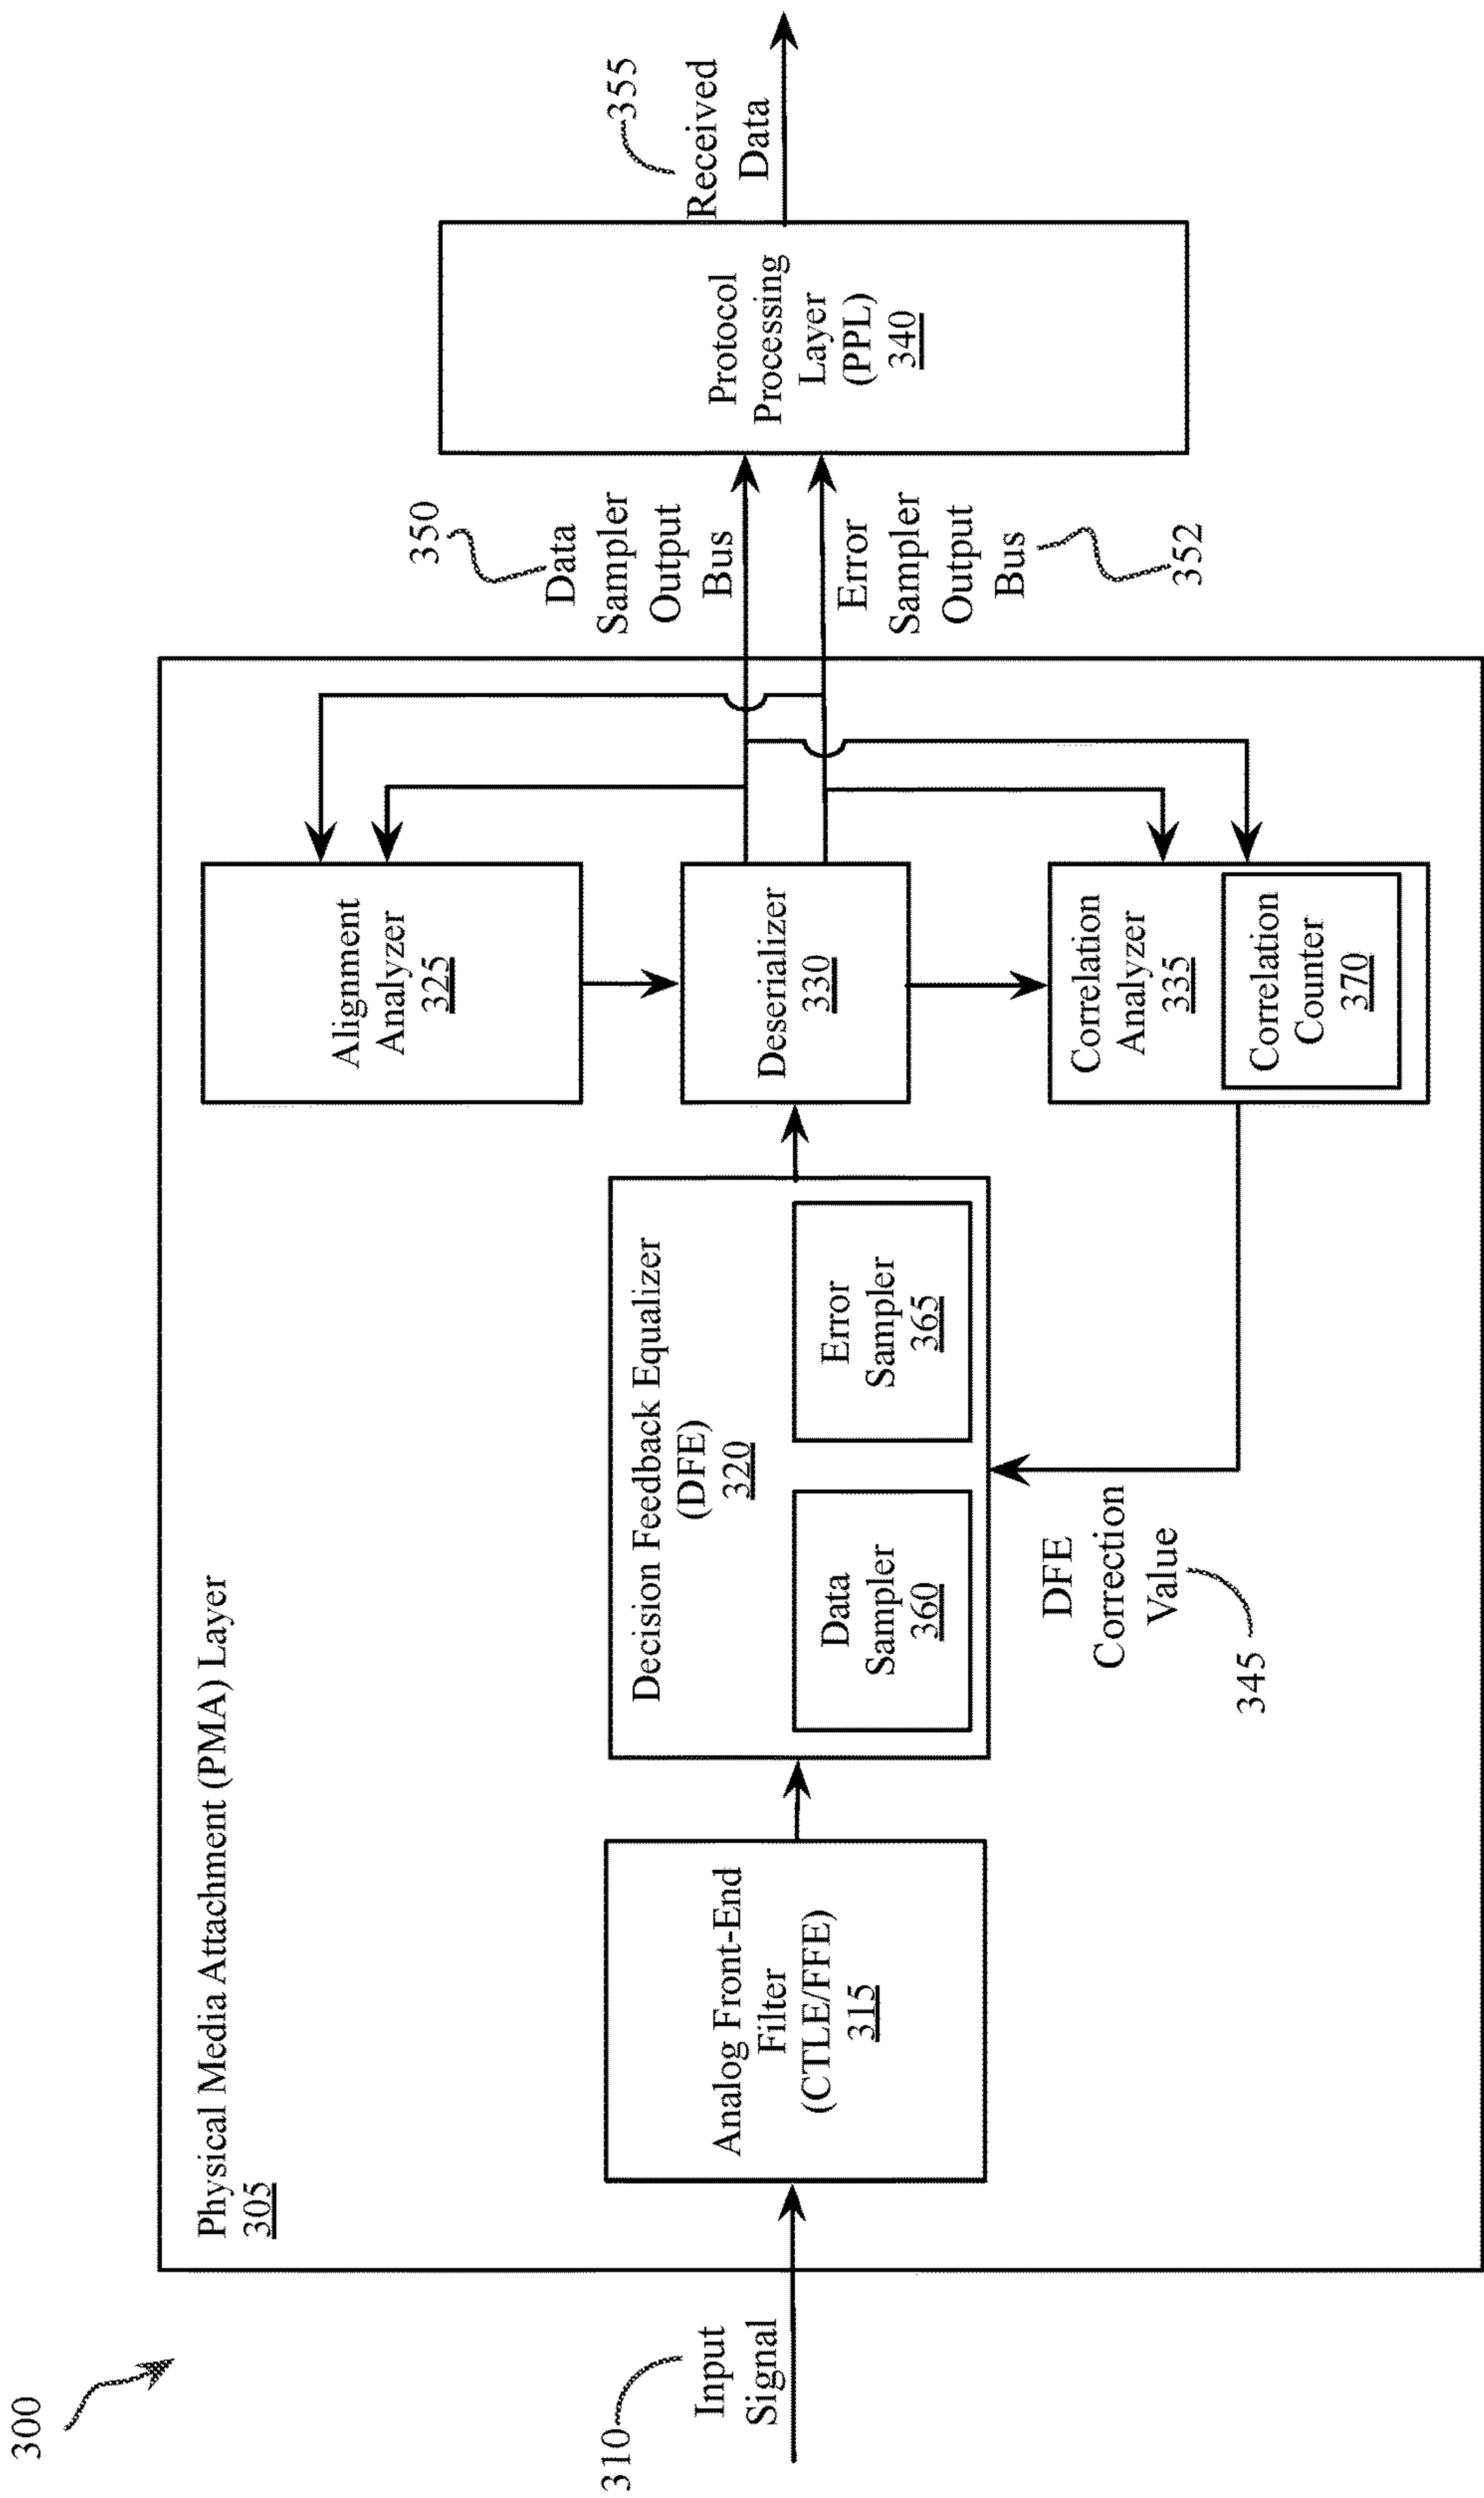 300
Physical Media Attachment (PMA) Layer
305
310
Input
Signal
Analog Front-End
Filter
(CTLE/FFE)
315
Decision Feedback Equalizer
(DFE)
320
Data
Sampler
360
Error
Sampler
365
DFE
Correction
Value
345
Alignment
Analyzer
325
Deserializer
330
Correlation
Analyzer
335
Correlation
Counter
370
350
Data
Sampler
Output
Bus
Error
Sampler
Output
Bus
352
Protocol
Processing
Layer
(PPL)
340
355
Received
Data